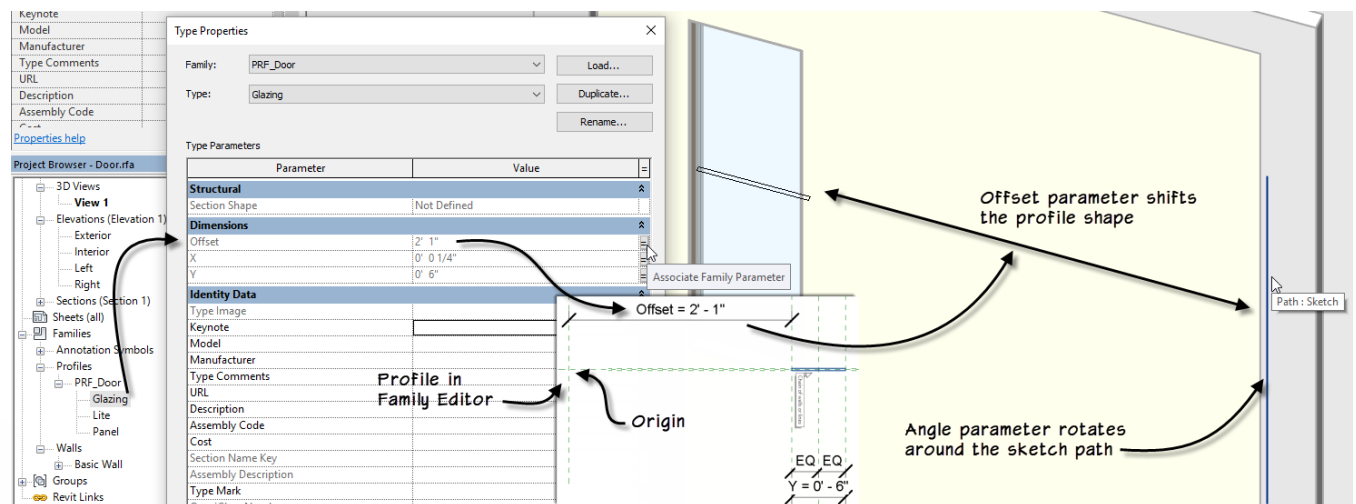 Keynote
Model
Manufacturer
Type Comments
URL
Description
Assembly Code
Cost
Properties help
Project Browser - Door.rfa
3D Views
View 1
Elevations (Elevation 1)
Exterior
Interior
Left
Right
Sections (Section 1)
Sheets (all)
Families
Annotation Symbols
Profiles
PRF_Door
Glazing
Lite
Panel
Walls
Basic Wall
Groups
Revit Links
Type Properties
Family:
PRF_Door
Load...
Type:
Glazing
Duplicate...
Rename...
Type Parameters
Parameter Value =
Structural
Section Shape Not Defined
Dimensions
Offset 2' 1"
X 0' 0 1/4"
Y 0' 6"
Associate Family Parameter
Identity Data
Type Image
Keynote
Model
Manufacturer
Type Comments
URL
Description
Assembly Code
Cost
Section Name Key
Assembly Description
Type Mark
Offset = 2' - 1"
Profile in
Family Editor
Origin
EQ EQ
Y = 0' - 6"
Offset parameter shifts
the profile shape
Path : Sketch
Angle parameter rotates
around the sketch path